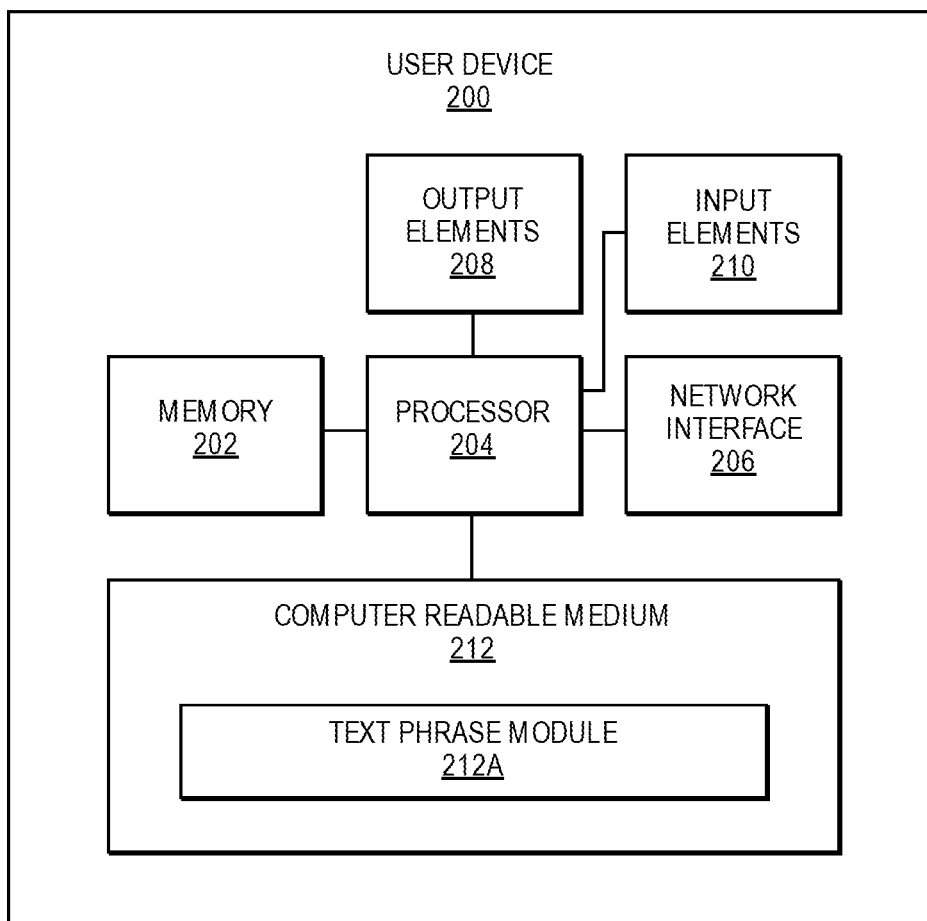 USER DEVICE
200
OUTPUT
ELEMENTS
208
INPUT
ELEMENTS
210
MEMORY
202
PROCESSOR
204
NETWORK
INTERFACE
206
COMPUTER READABLE MEDIUM
212
TEXT PHRASE MODULE
212A